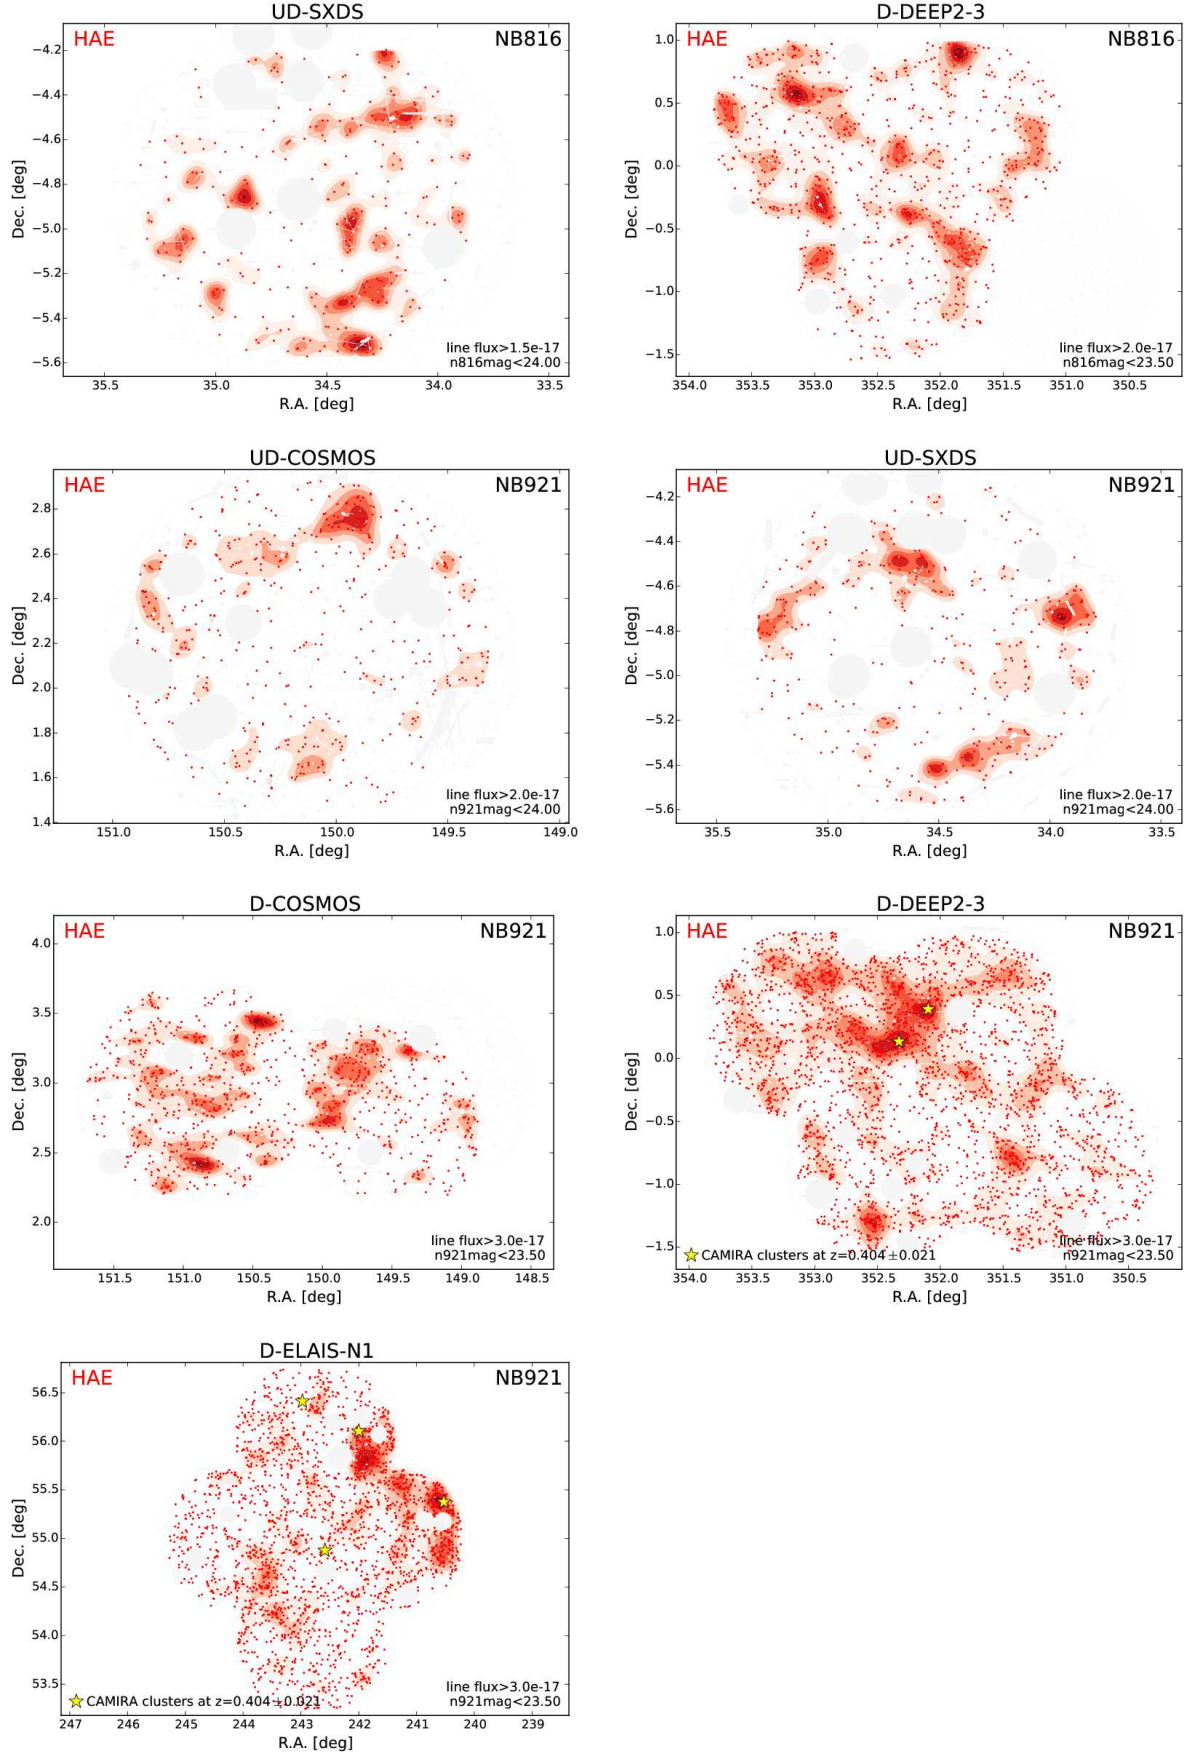 UD-SXDS
HAE NB816
−4.2
−4.4
−4.6
−4.8
−5.0
−5.2
−5.4
−5.6
Dec. [deg]
line flux>1.5e-17
n816mag<24.00
35.5 35.0 34.5 34.0 33.5
R.A. [deg]
D-DEEP2-3
HAE NB816
1.0
0.5
0.0
−0.5
−1.0
−1.5
Dec. [deg]
line flux>2.0e-17
n816mag<23.50
354.0 353.5 353.0 352.5 352.0 351.5 351.0 350.5
R.A. [deg]
UD-COSMOS
HAE NB921
2.8
2.6
2.4
2.2
2.0
1.8
1.6
1.4
Dec. [deg]
line flux>2.0e-17
n921mag<24.00
151.0 150.5 150.0 149.5 149.0
R.A. [deg]
UD-SXDS
HAE NB921
−4.2
−4.4
−4.6
−4.8
−5.0
−5.2
−5.4
−5.6
Dec. [deg]
line flux>2.0e-17
n921mag<24.00
35.5 35.0 34.5 34.0 33.5
R.A. [deg]
D-COSMOS
HAE NB921
4.0
3.5
3.0
2.5
2.0
Dec. [deg]
line flux>3.0e-17
n921mag<23.50
151.5 151.0 150.5 150.0 149.5 149.0 148.5
R.A. [deg]
D-DEEP2-3
HAE NB921
1.0
0.5
0.0
−0.5
−1.0
−1.5
Dec. [deg]
line flux>3.0e-17
n921mag<23.50
CAMIRA clusters at z=0.404±0.021
354.0 353.5 353.0 352.5 352.0 351.5 351.0 350.5
R.A. [deg]
D-ELAIS-N1
HAE NB921
56.5
56.0
55.5
55.0
54.5
54.0
53.5
Dec. [deg]
line flux>3.0e-17
n921mag<23.50
CAMIRA clusters at z=0.404±0.021
247 246 245 244 243 242 241 240 239
R.A. [deg]